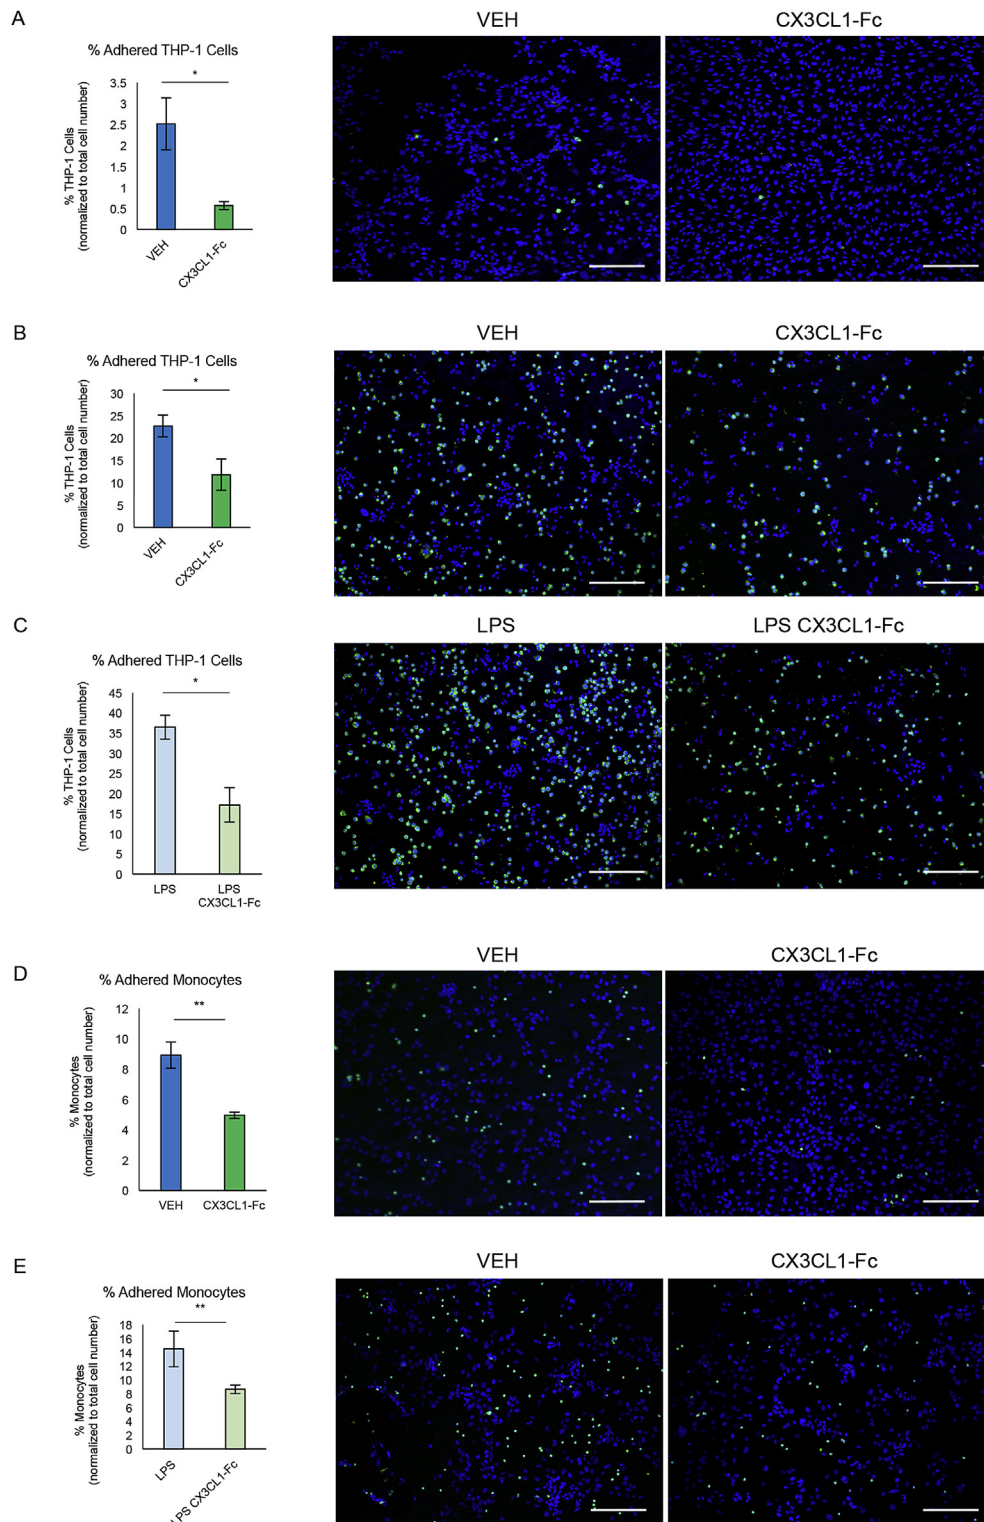 A
% Adhered THP-1 Cells
*
% THP-1 Cells
(normalized to total cell number)
3.5
3
2.5
2
1.5
1
0.5
0
VEH
CX3CL1-Fc
VEH
CX3CL1-Fc
B
% Adhered THP-1 Cells
*
% THP-1 Cells
(normalized to total cell number)
30
25
20
15
10
5
0
VEH
CX3CL1-Fc
VEH
CX3CL1-Fc
C
% Adhered THP-1 Cells
*
% THP-1 Cells
(normalized to total cell number)
45
40
35
30
25
20
15
10
5
0
LPS
LPS
CX3CL1-Fc
LPS
LPS CX3CL1-Fc
D
% Adhered Monocytes
**
% Monocytes
(normalized to total cell number)
12
10
8
6
4
2
0
VEH
CX3CL1-Fc
VEH
CX3CL1-Fc
E
% Adhered Monocytes
**
% Monocytes
(normalized to total cell number)
18
16
14
12
10
8
6
4
2
0
LPS
LPS CX3CL1-Fc
VEH
CX3CL1-Fc